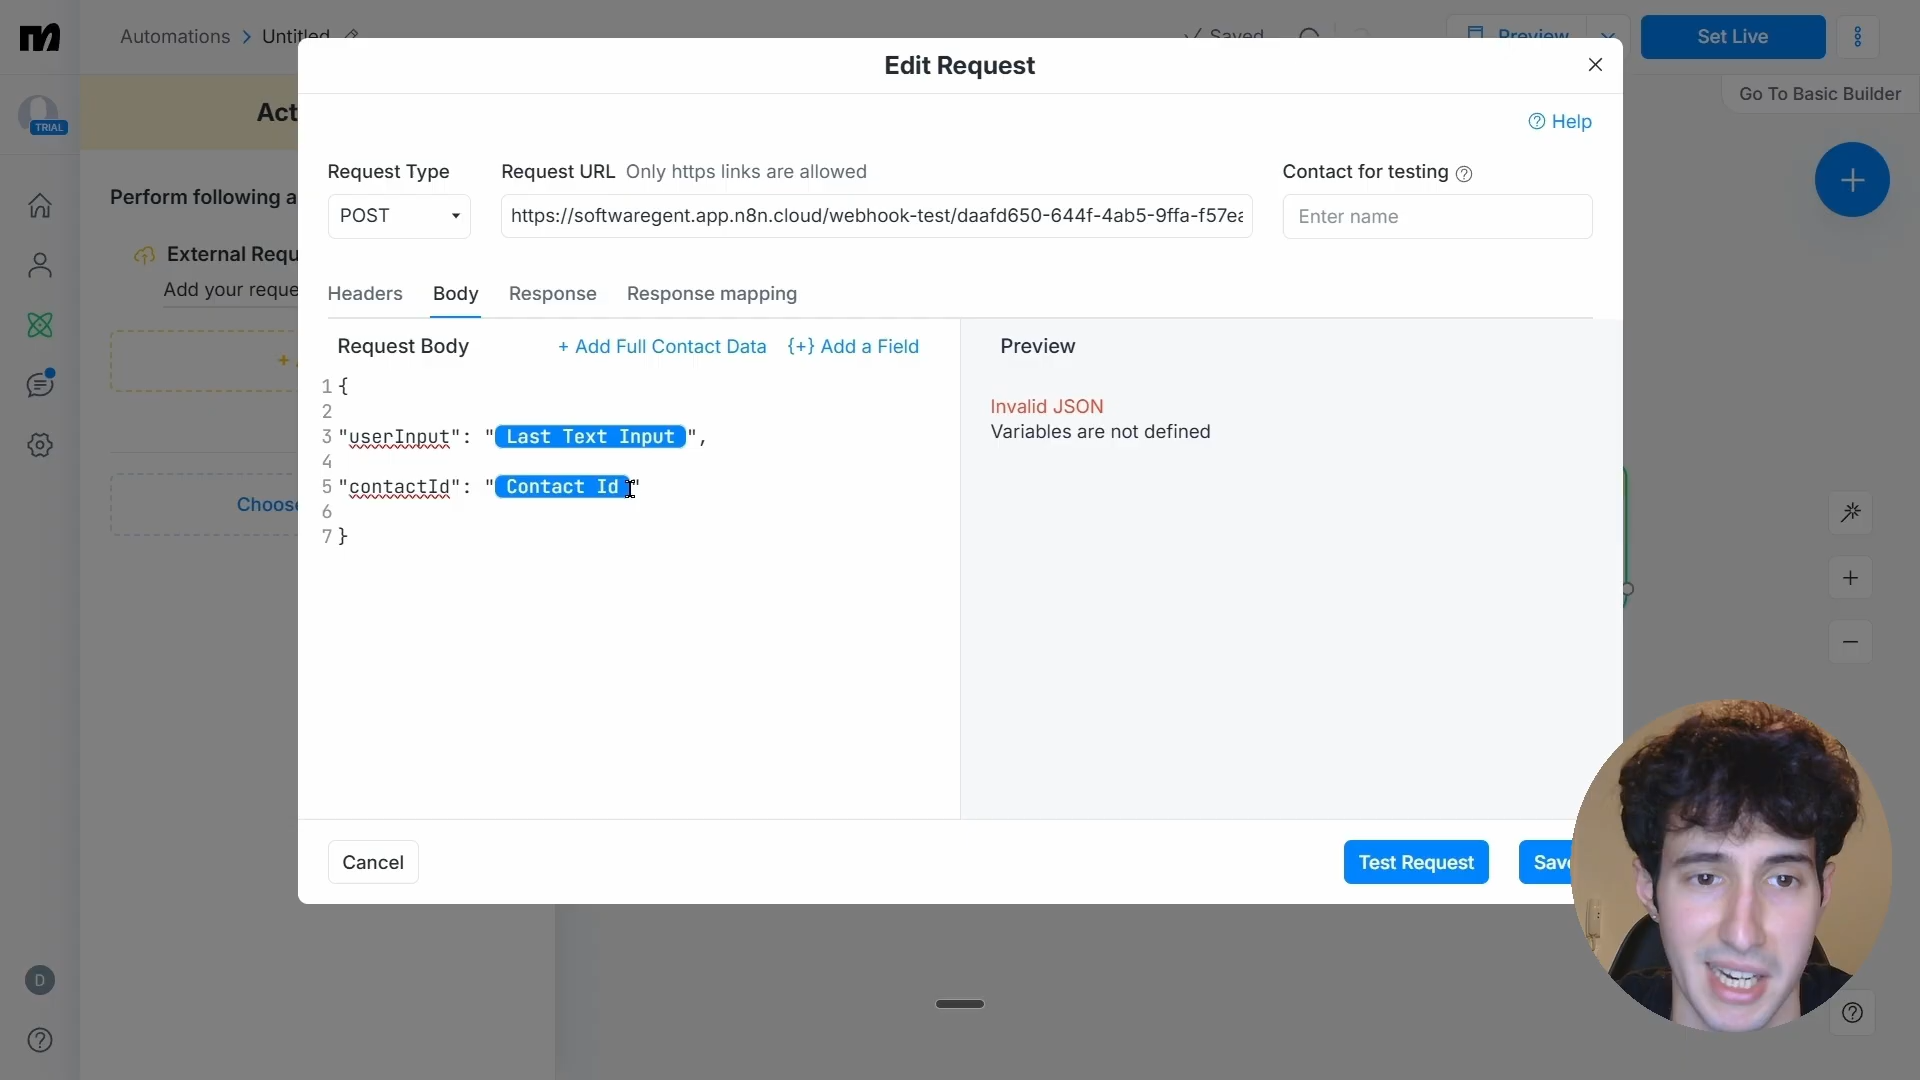 Automations > Untitled
Saved
Preview
Set Live
Go To Basic Builder
TRIAL
Act
Perform following a
External Requ
Add your reque
Choos
Edit Request
Help
Request Type
Request URL Only https links are allowed
Contact for testing
POST
https://softwaregent.app.n8n.cloud/webhook-test/daafd650-644f-4ab5-9ffa-f57ea
Enter name
Headers
Body
Response
Response mapping
Request Body
+ Add Full Contact Data
{+} Add a Field
1 {
2
3 "userInput": "Last Text Input",
4
5 "contactId": "Contact Id"
6
7 }
Preview
Invalid JSON
Variables are not defined
Cancel
Test Request
Save
D